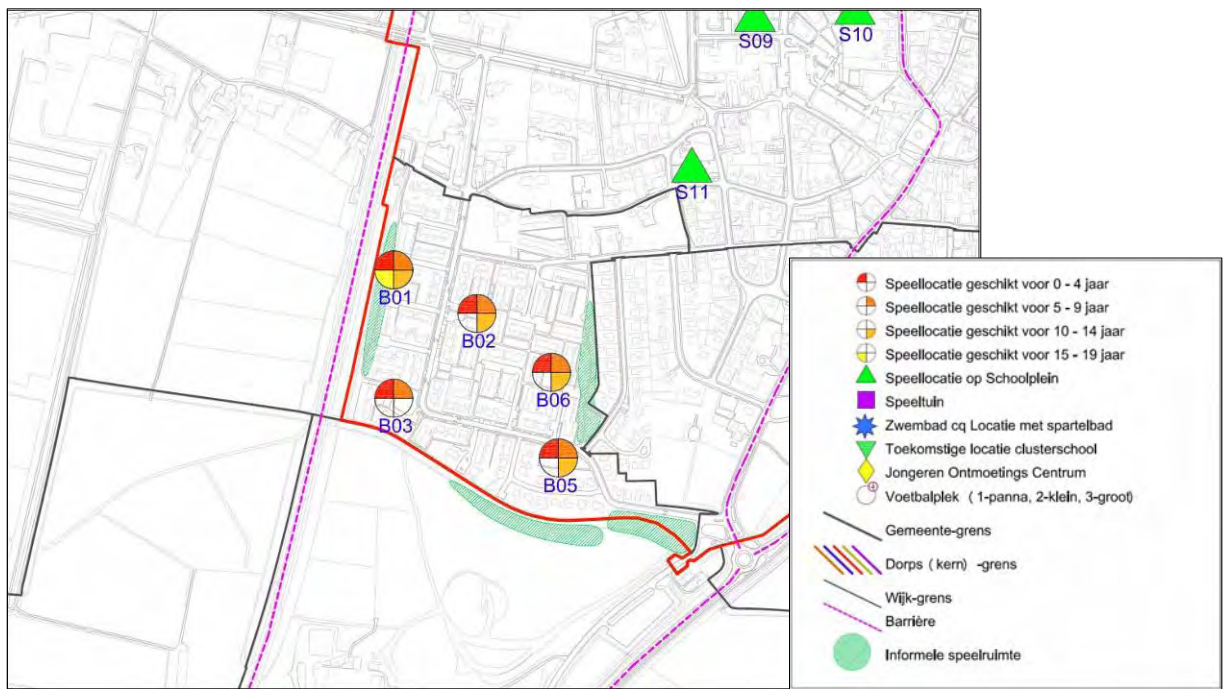 S09
S10
S11
B01
B02
B06
B03
B05
Speellocatie geschikt voor 0 - 4 jaar
Speellocatie geschikt voor 5 - 9 jaar
Speellocatie geschikt voor 10 - 14 jaar
Speellocatie geschikt voor 15 - 19 jaar
Speellocatie op Schoolplein
Speeltuin
Zwembad cq Locatie met spartelbad
Toekomstige locatie clusterschool
Jongeren Ontmoetings Centrum
Voetbalplek ( 1-panna, 2-klein, 3-groot)
Gemeente-grens
Dorps ( kern ) -grens
Wijk-grens
Barrière
Informele speelruimte